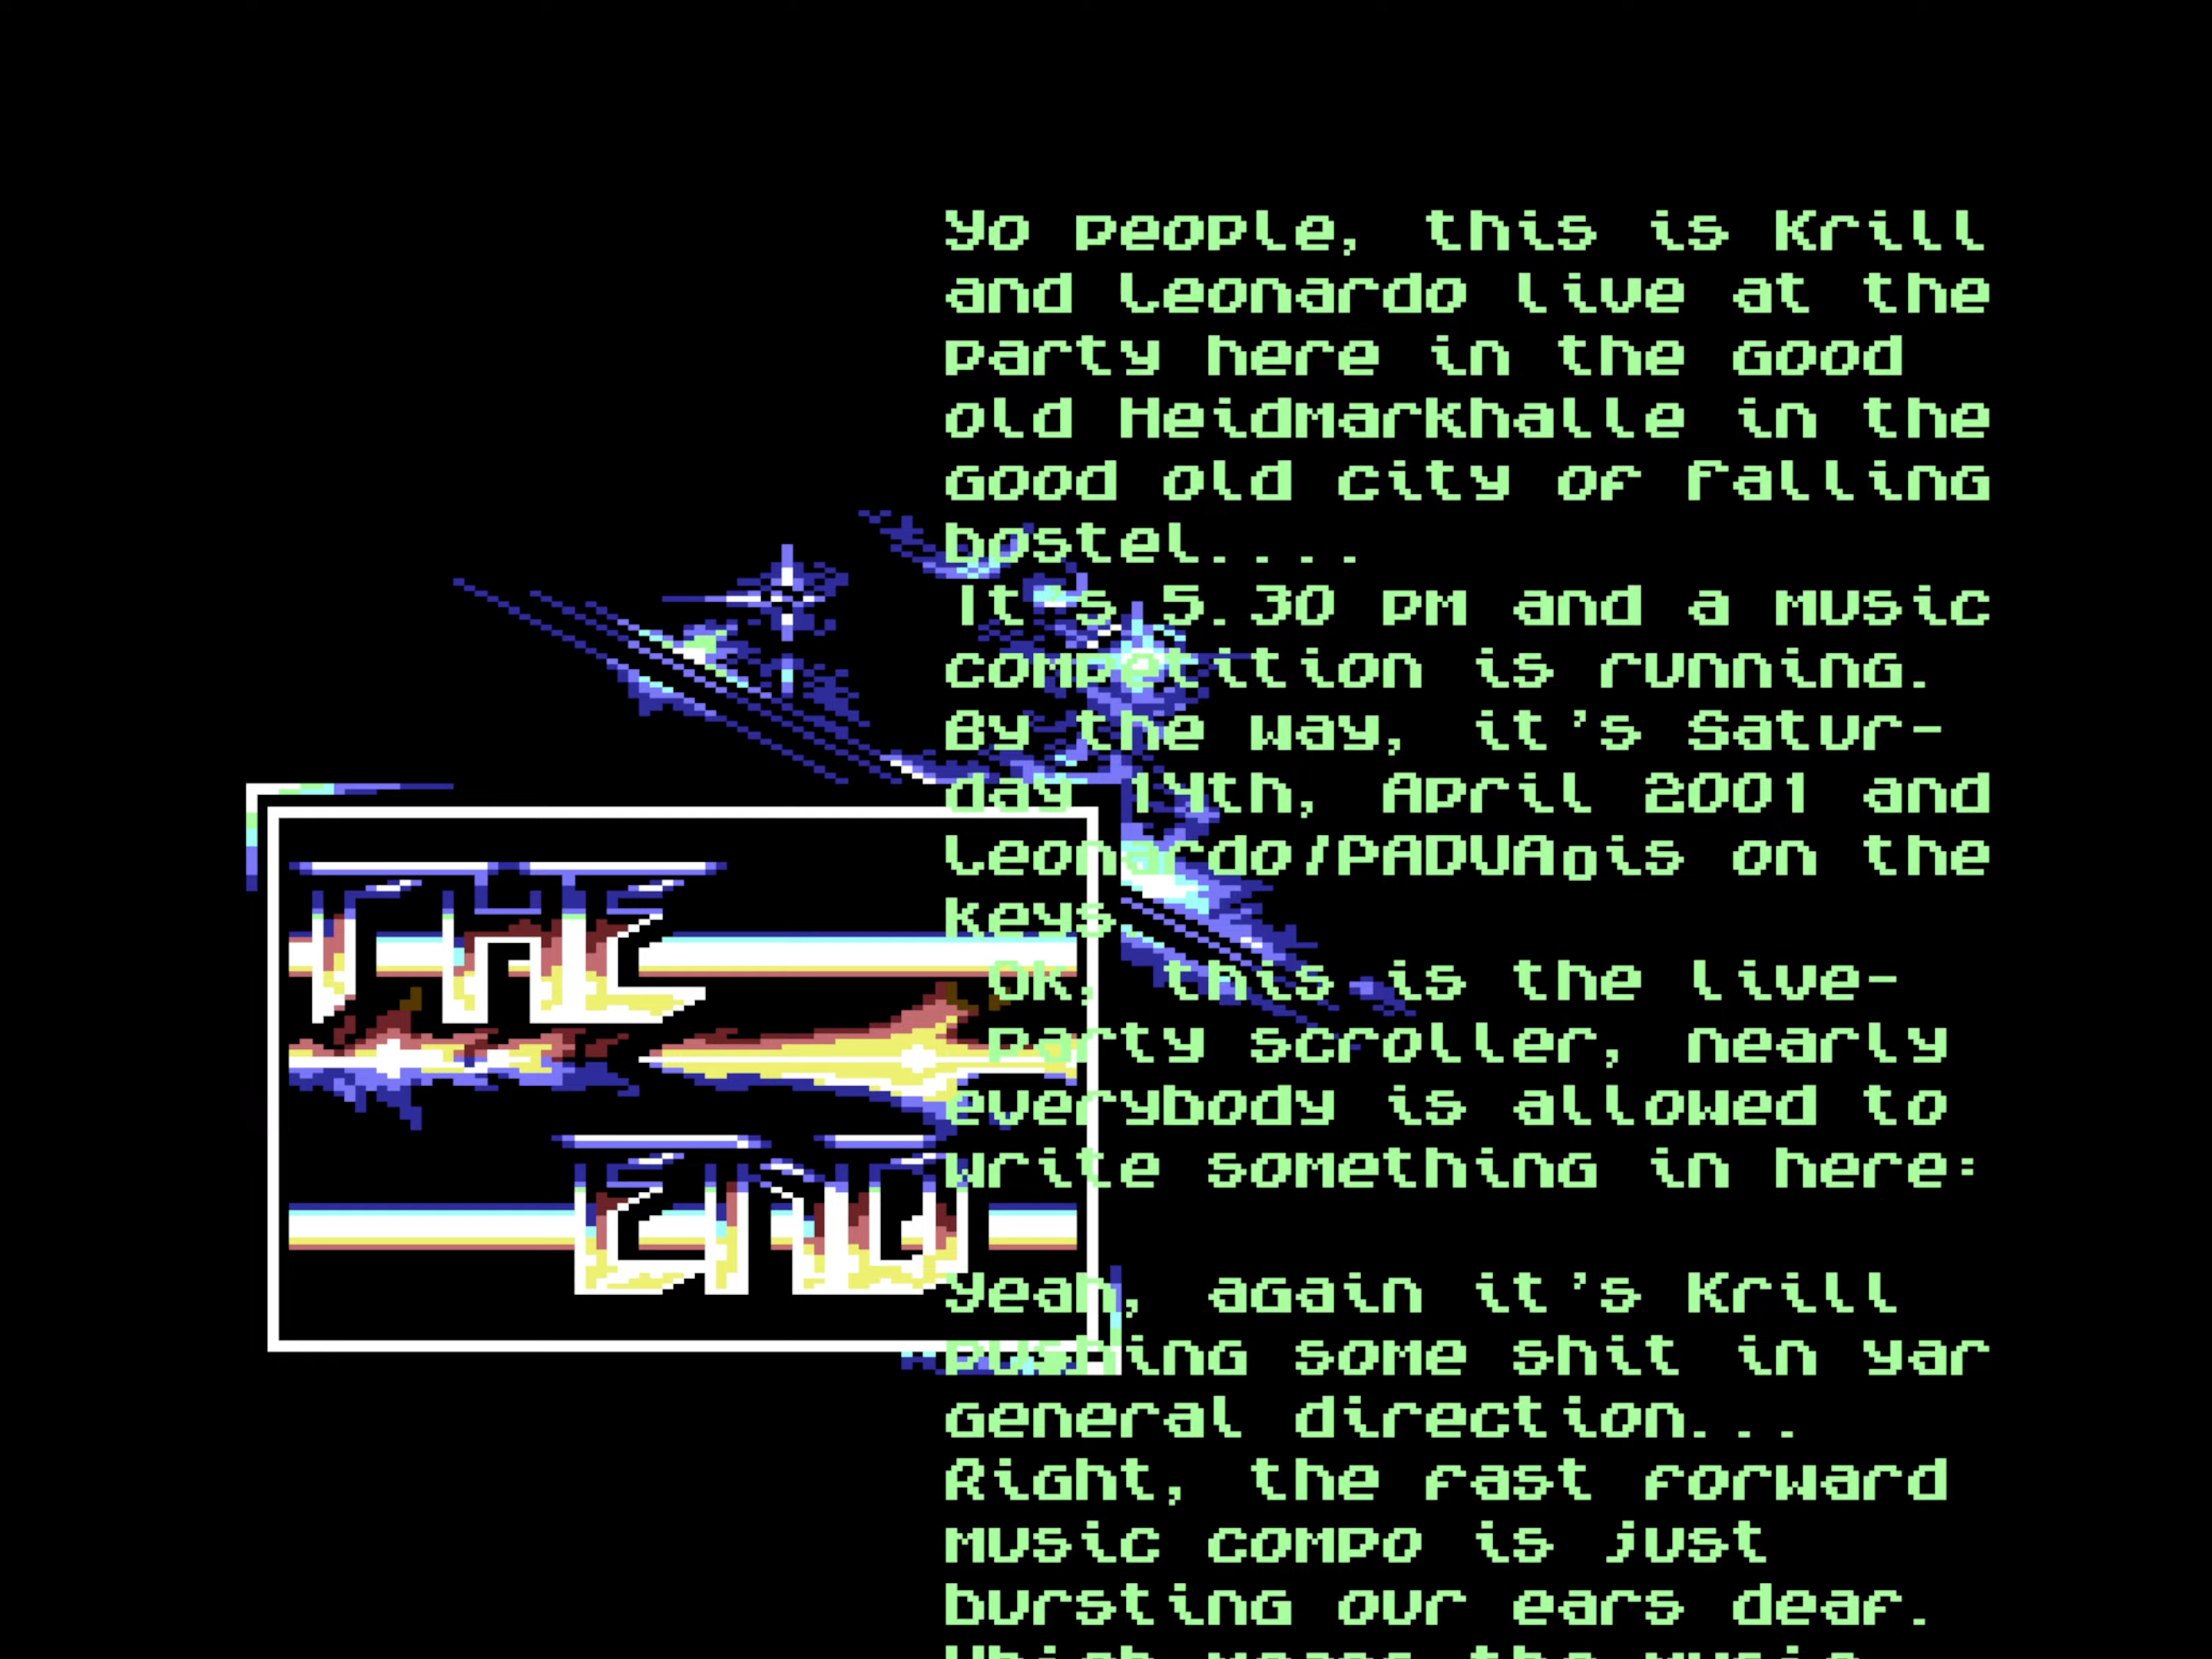 Yo people, this is Krill
and Leonardo live at the
party here in the good
old Heidmarkhalle in the
good old city of Falling
bostel....
It's 5.30 pm and a music
competition is running.
By the way, it's Satur-
day 14th, April 2001 and
Leonardo/PADUA is on the
keys.
Ok, this is the live-
party scroller, nearly
everybody is allowed to
write something in here:
Yeah, again it's Krill
pushing some shit in yar
general direction...
Right, the fast forward
music compo is just
bursting our ears deaf.
THE
END